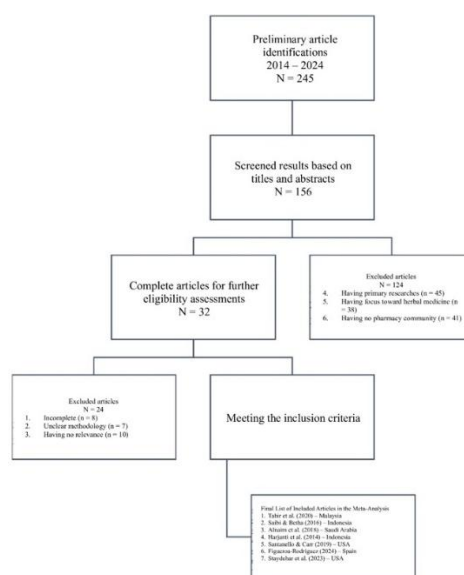 Preliminary article
identifications
2014 – 2024
N = 245
Screened results based on
titles and abstracts
N = 156
Complete articles for further
eligibility assessments
N = 32
Excluded articles
N = 124
4. Having primary researches (n = 45)
5. Having focus toward herbal medicine (n
= 38)
6. Having no pharmacy community (n = 41)
Excluded articles
N = 24
1. Incomplete (n = 8)
2. Unclear methodology (n = 7)
3. Having no relevance (n = 10)
Meeting the inclusion criteria
Final List of Included Articles in the Meta-Analysis
1. Tahir et al. (2020) – Malaysia
2. Saibi & Betha (2016) – Indonesia
3. et al. (2018) – Saudi Arabia
4. Harjanti et al. (2014) – Indonesia
5. & (2019) – USA
6. Figueroa-Rodríguez (2024) – Spain
7. et al. (2023) – USA